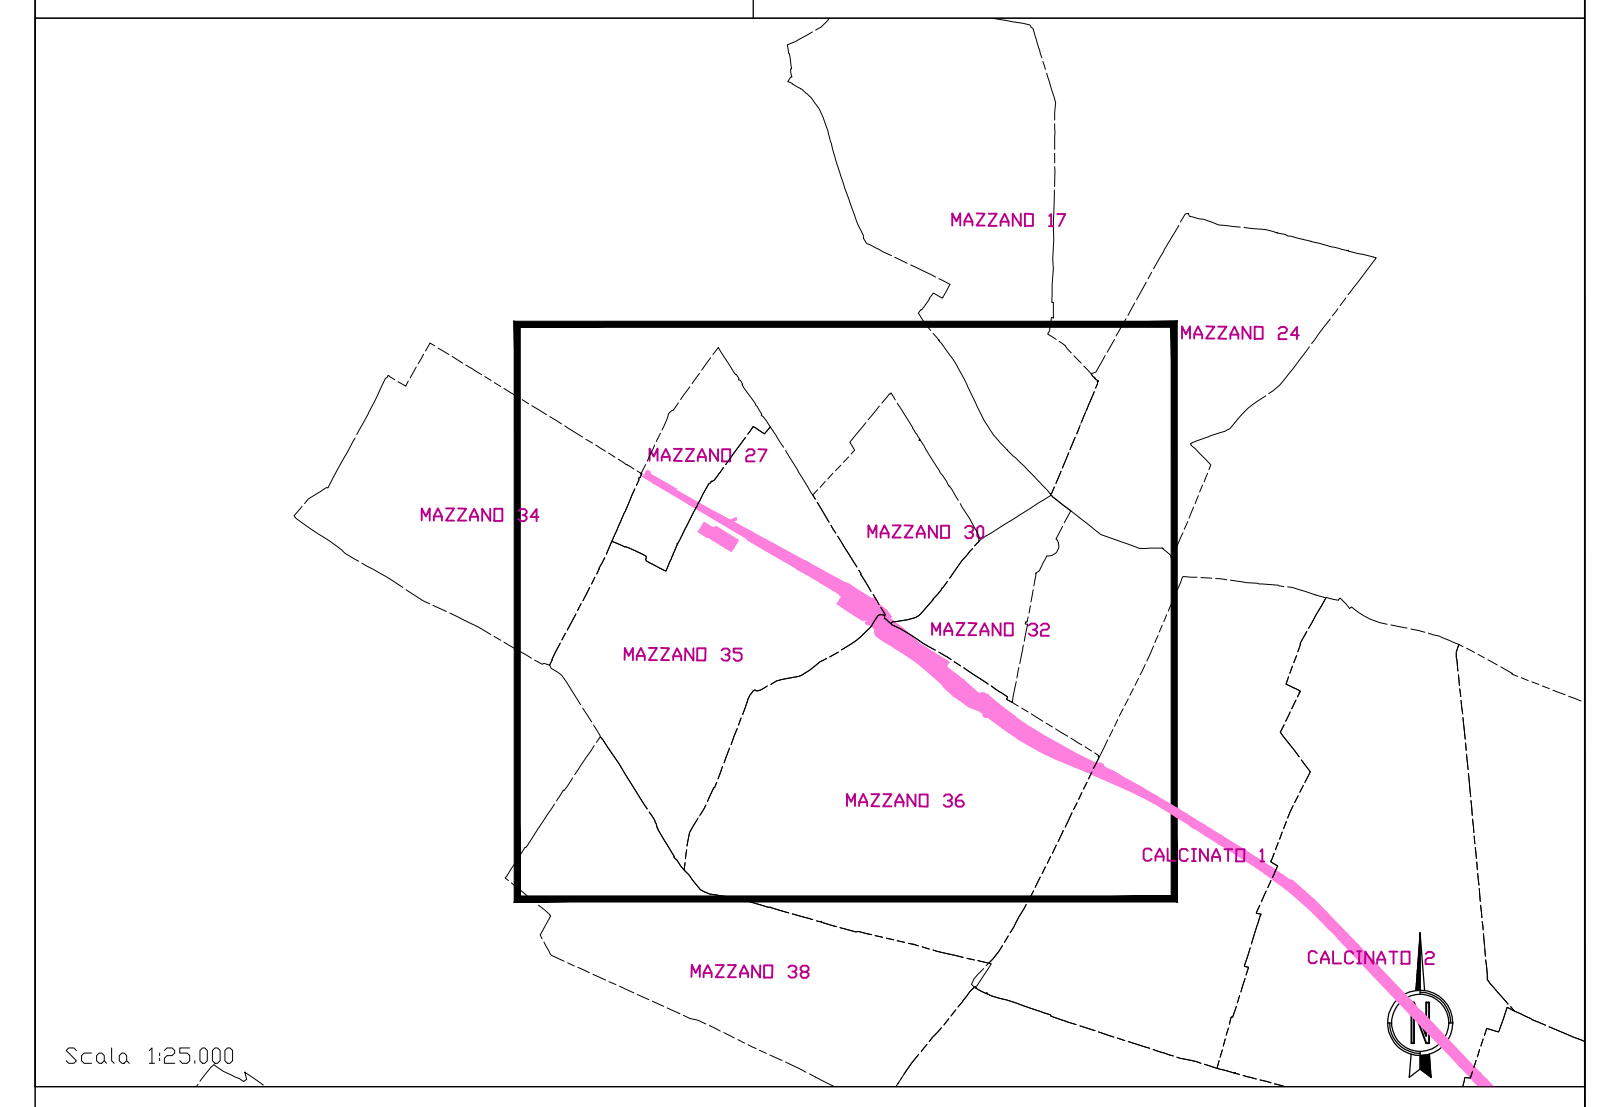 MAZZANO 17
MAZZANO 24
MAZZANO 27
MAZZANO 34
MAZZANO 30
MAZZANO 32
MAZZANO 35
MAZZANO 36
CALCINATO 1
CALCINATO 2
MAZZANO 38
N
Scala 1:25.000